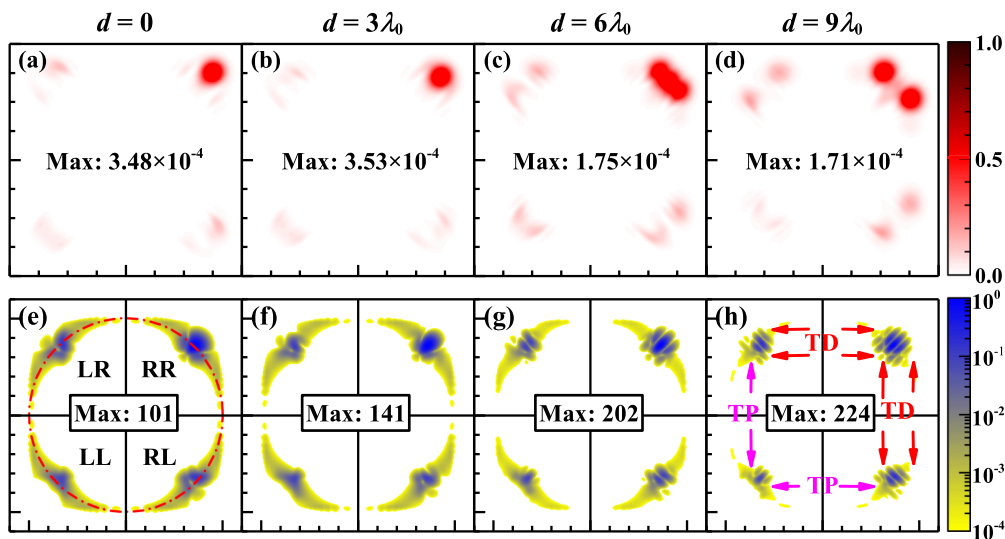 d = 0 d = 3λ₀ d = 6λ₀ d = 9λ₀
(a) (b) (c) (d) 1.0
Max: 3.48×10⁻⁴ Max: 3.53×10⁻⁴ Max: 1.75×10⁻⁴ Max: 1.71×10⁻⁴ 0.5
0.0
(e) (f) (g) (h) 10⁰
TD
LR RR 10⁻¹
Max: 101 Max: 141 Max: 202 TP Max: 224 TD
10⁻²
LL RL 10⁻³
TP
10⁻⁴